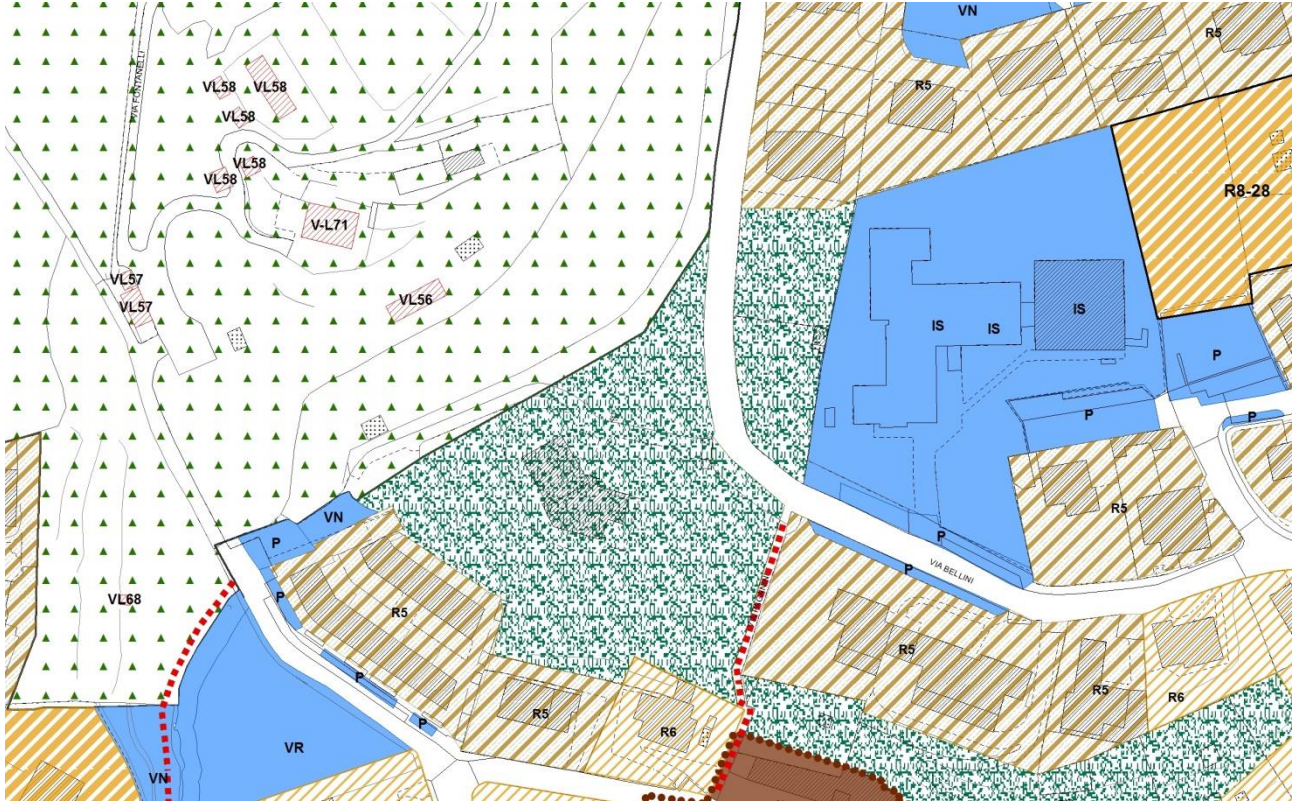 VN
R5
R5
VIA FONTANELLI
VL58
VL58
VL58
VL58
VL58
R8-28
V-L71
VL57
VL57
VL56
IS
IS
IS
P
P
VN
P
R5
P
P
VIA BELLINI
P
VL68
R5
P
R5
R5
R5
R6
P
R6
VR
VN